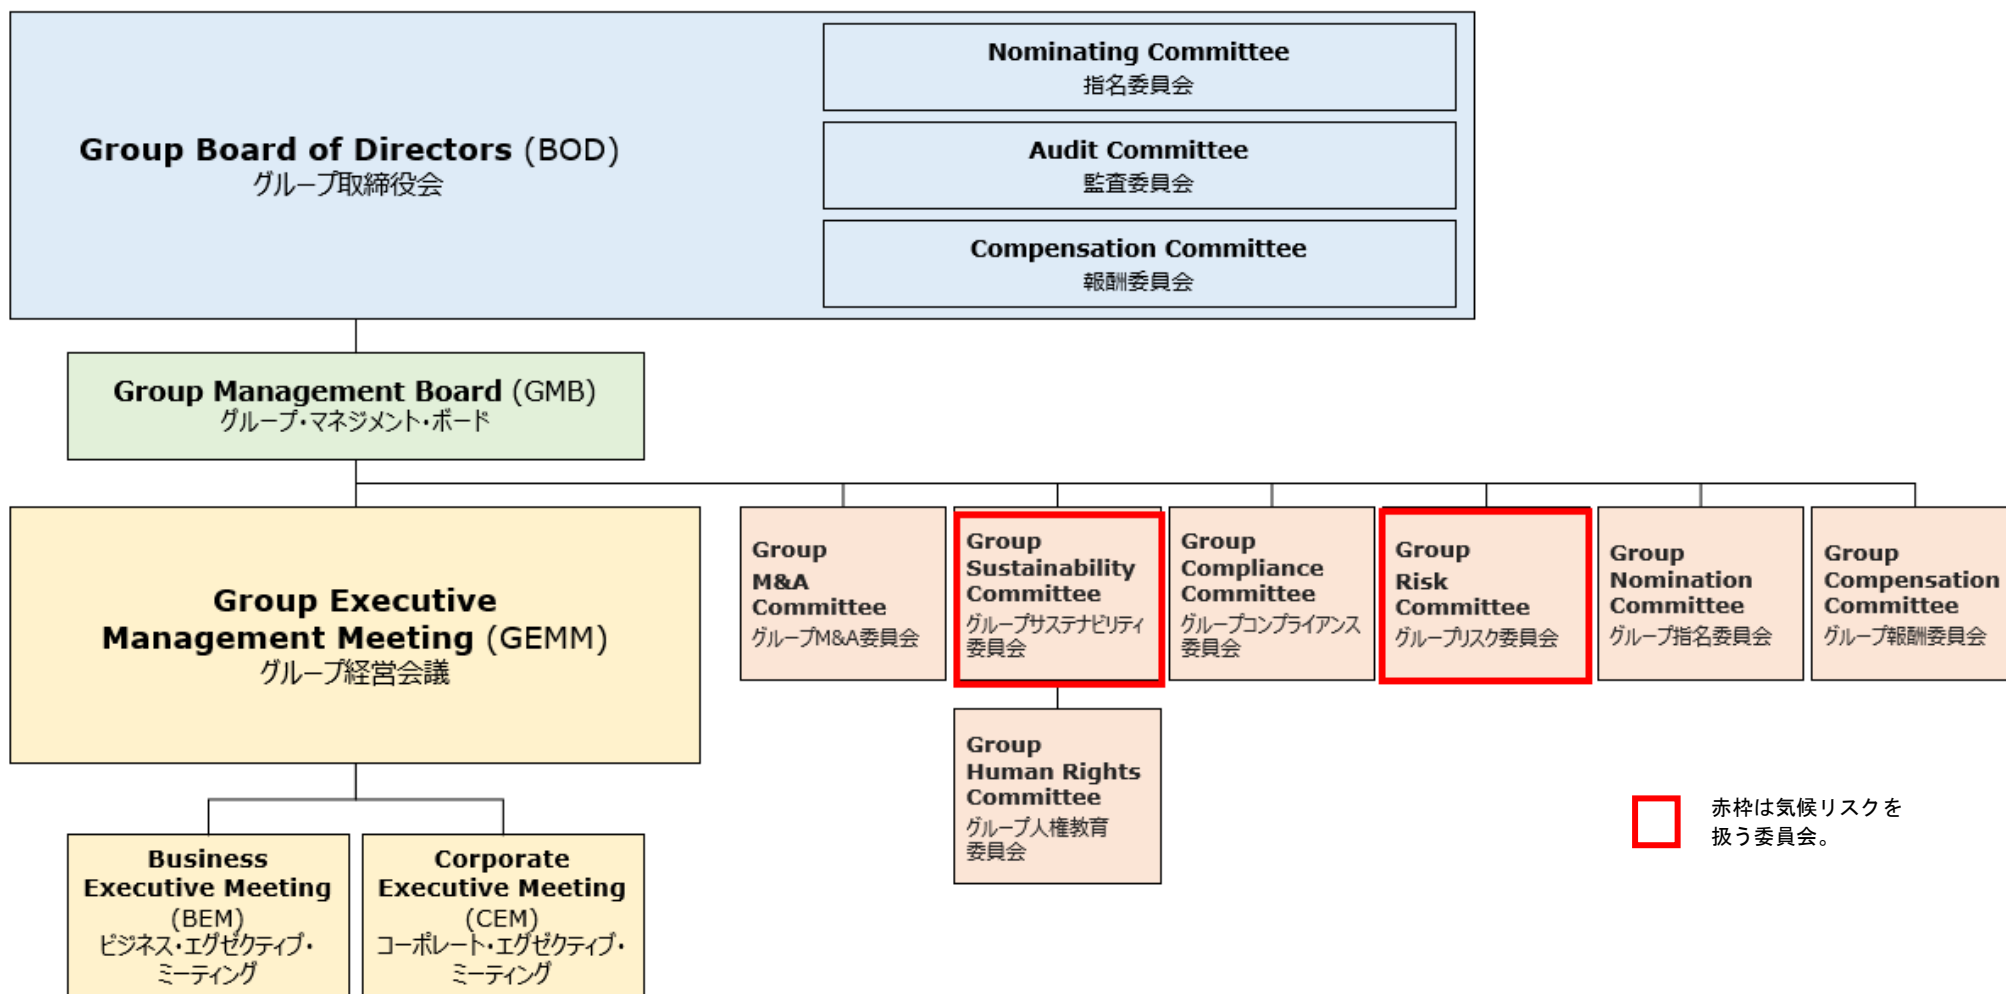 Group Board of Directors (BOD)
グループ取締役会
Nominating Committee
指名委員会
Audit Committee
監査委員会
Compensation Committee
報酬委員会
Group Management Board (GMB)
グループ・マネジメント・ボード
Group Executive
Management Meeting (GEMM)
グループ経営会議
Group
M&A
Committee
グループM&A委員会
Group
Sustainability
Committee
グループサステナビリティ
委員会
Group
Compliance
Committee
グループコンプライアンス
委員会
Group
Risk
Committee
グループリスク委員会
Group
Nomination
Committee
グループ指名委員会
Group
Compensation
Committee
グループ報酬委員会
Group
Human Rights
Committee
グループ人権教育
委員会
Business
Executive Meeting
(BEM)
ビジネス・エグゼクティブ・
ミーティング
Corporate
Executive Meeting
(CEM)
コーポレート・エグゼクティブ・
ミーティング
赤枠は気候リスクを
扱う委員会。